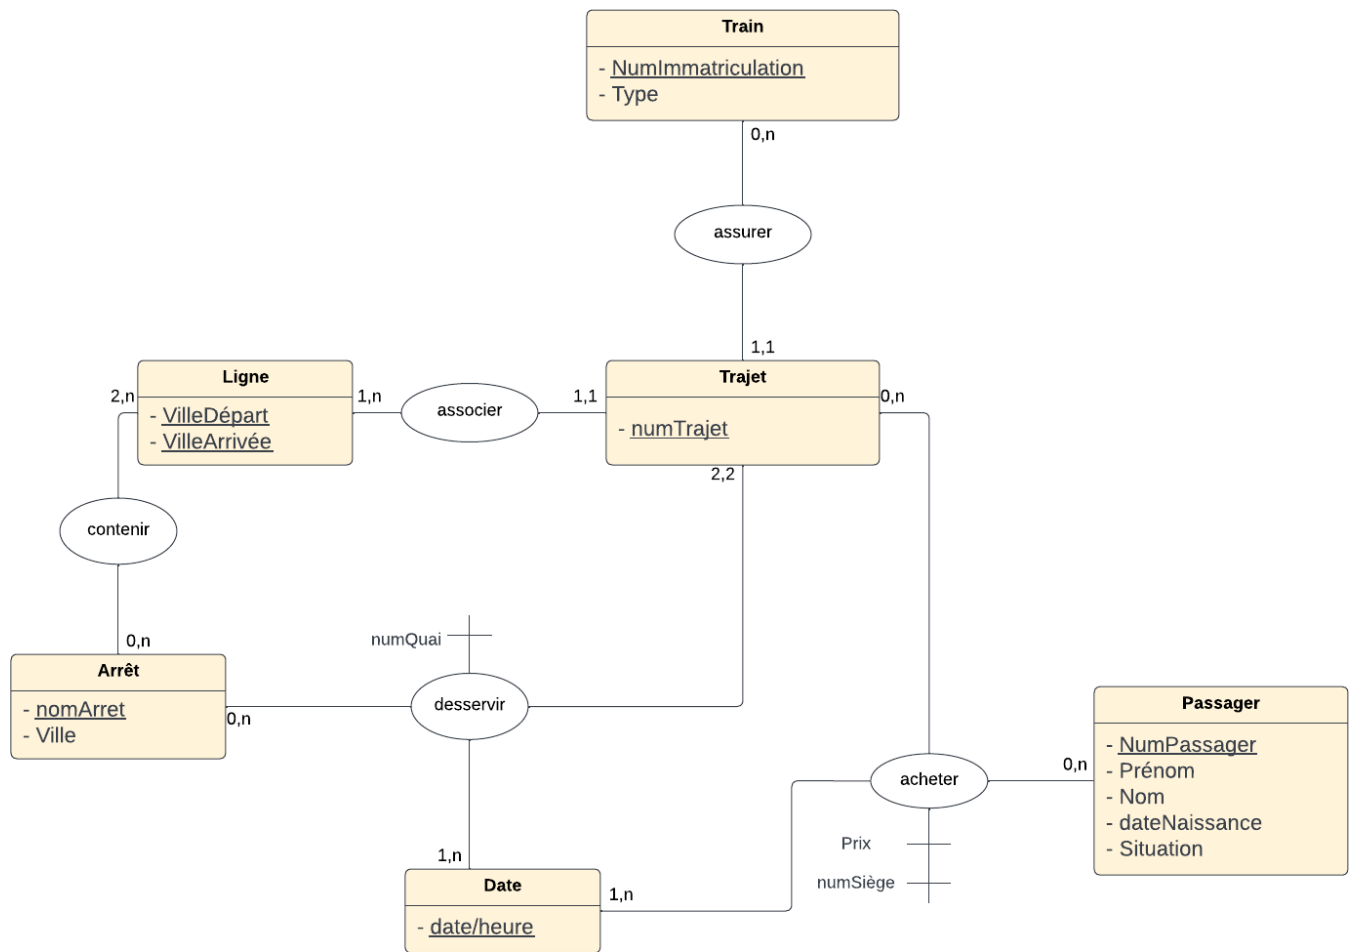 Train
- NumImmatriculation
- Type
0,n
assurer
1,1
Ligne
- VilleDépart
- VilleArrivée
2,n
1,n
associer
1,1
Trajet
- numTrajet
0,n
2,2
contenir
0,n
Arrêt
- nomArret
- Ville
0,n
numQuai
desservir
1,n
Date
- date/heure
1,n
acheter
Prix
numSiège
0,n
Passager
- NumPassager
- Prénom
- Nom
- dateNaissance
- Situation